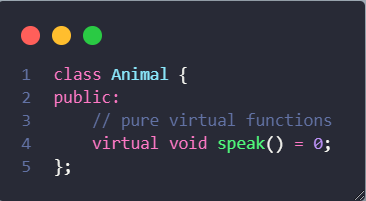 1 class Animal {
2 public:
3     // pure virtual functions
4     virtual void speak() = 0;
5 };